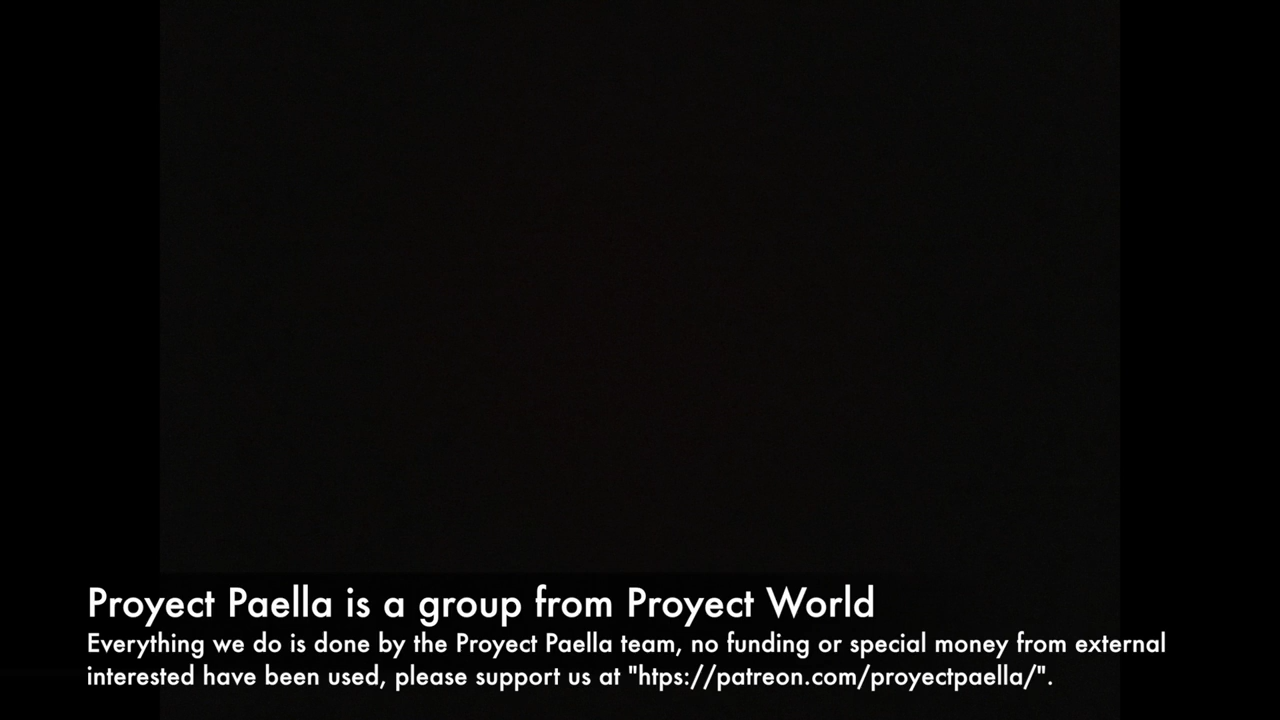 Proyect Paella is a group from Proyect World
Everything we do is done by the Proyect Paella team, no funding or special money from external
interested have been used, please support us at "htps://patreon.com/proyectpaella/".